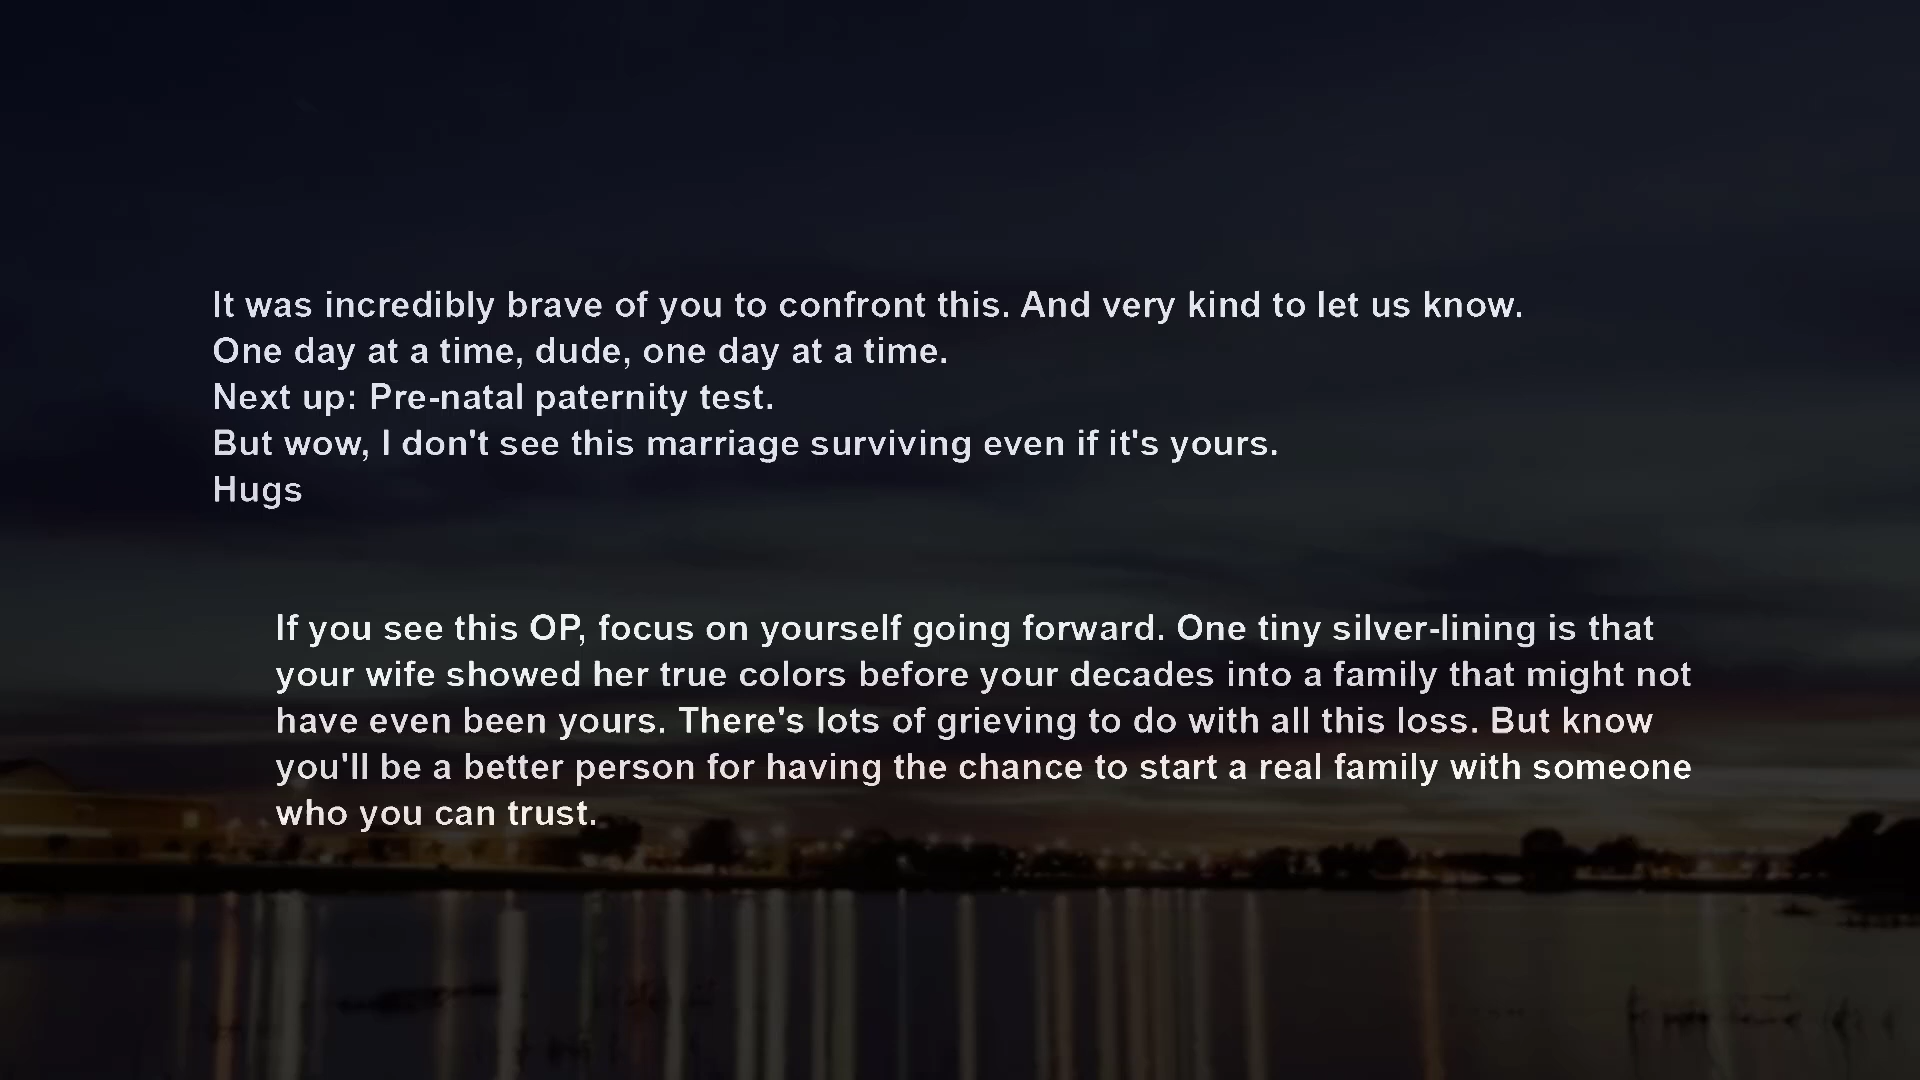 It was incredibly brave of you to confront this. And very kind to let us know.
One day at a time, dude, one day at a time.
Next up: Pre-natal paternity test.
But wow, I don't see this marriage surviving even if it's yours.
Hugs
If you see this OP, focus on yourself going forward. One tiny silver-lining is that
your wife showed her true colors before your decades into a family that might not
have even been yours. There's lots of grieving to do with all this loss. But know
you'll be a better person for having the chance to start a real family with someone
who you can trust.